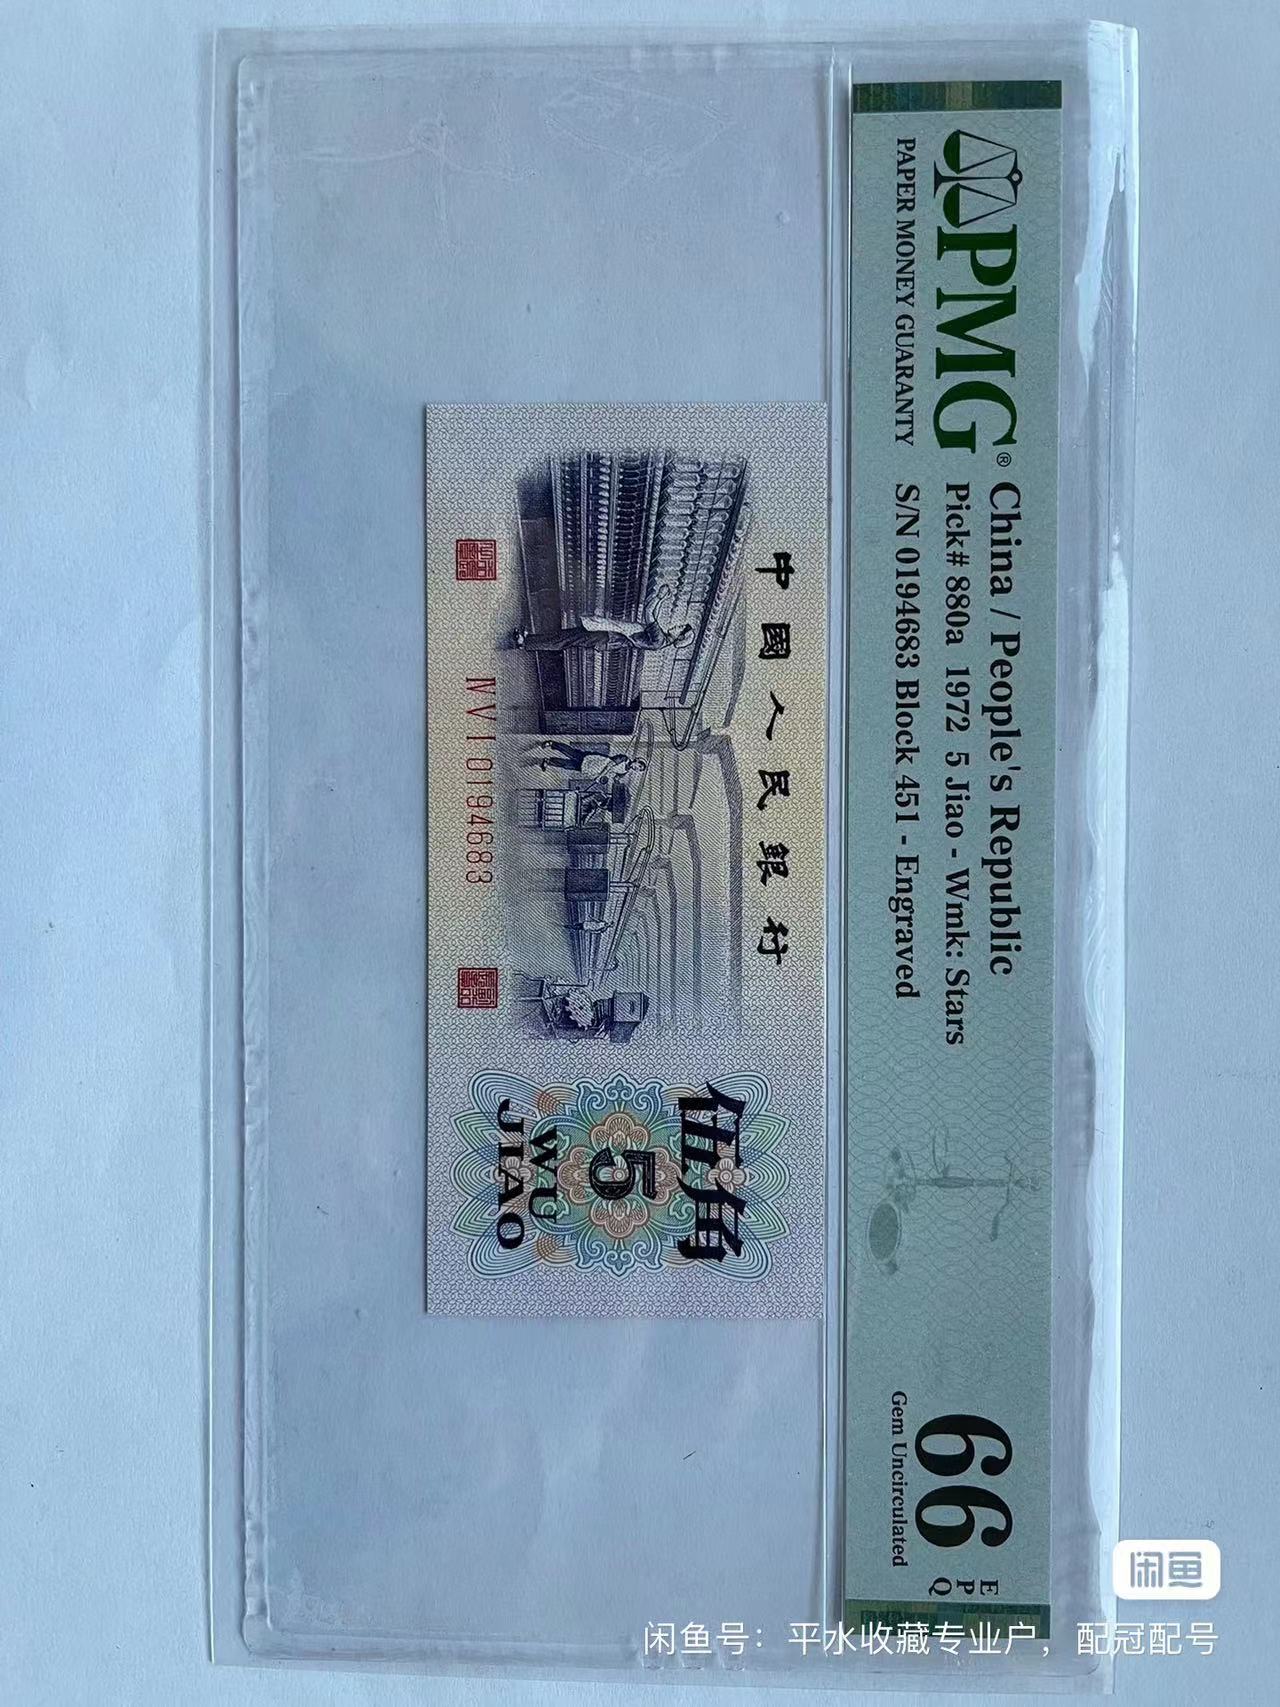 PMG®
PAPER MONEY GUARANTY
China / People's Republic
Pick# 880a 1972 5 Jiao - Wmk: Stars
S/N 0194683 Block 451 - Engraved
66
EPQ
Gem Uncirculated
中國人民銀行
伍角
5
WU
JIAO
Ⅳ Ⅴ Ⅰ 0194683
闲鱼
闲鱼号：平水收藏专业户，配冠配号